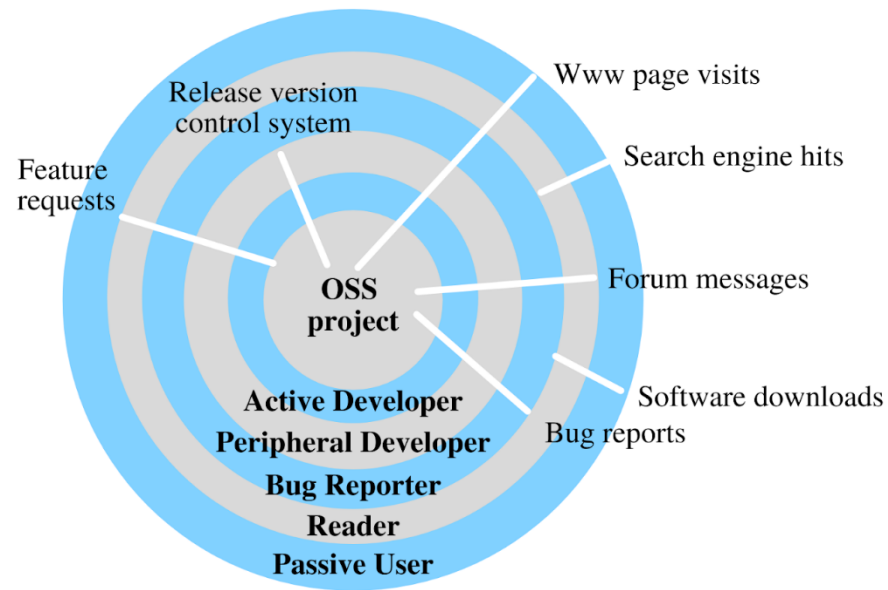 Www page visits
Release version
control system
Search engine hits
Feature
requests
Forum messages
OSS
project
Software downloads
Active Developer
Bug reports
Peripheral Developer
Bug Reporter
Reader
Passive User